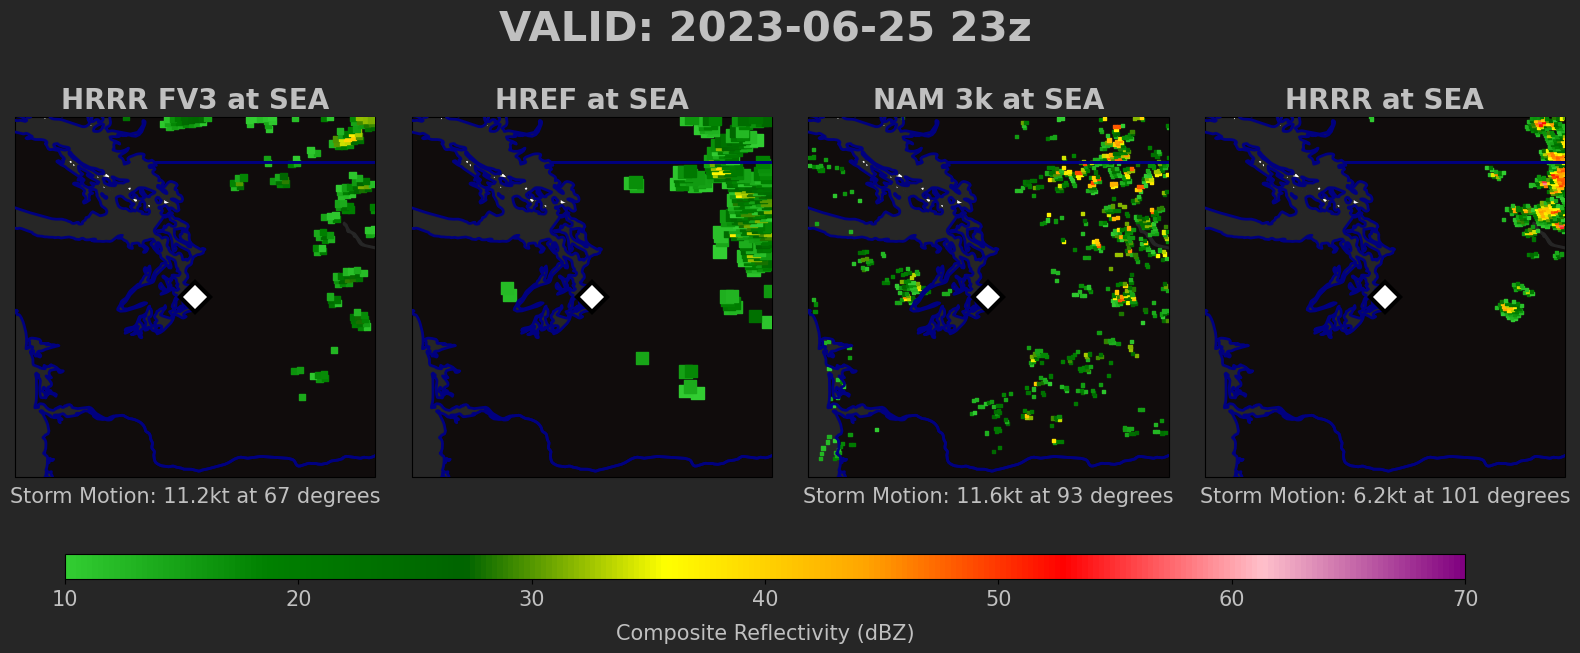 VALID: 2023-06-25 23z
HRRR FV3 at SEA
HREF at SEA
NAM 3k at SEA
HRRR at SEA
Storm Motion: 11.2kt at 67 degrees
Storm Motion: 11.6kt at 93 degrees
Storm Motion: 6.2kt at 101 degrees
10 20 30 40 50 60 70
Composite Reflectivity (dBZ)